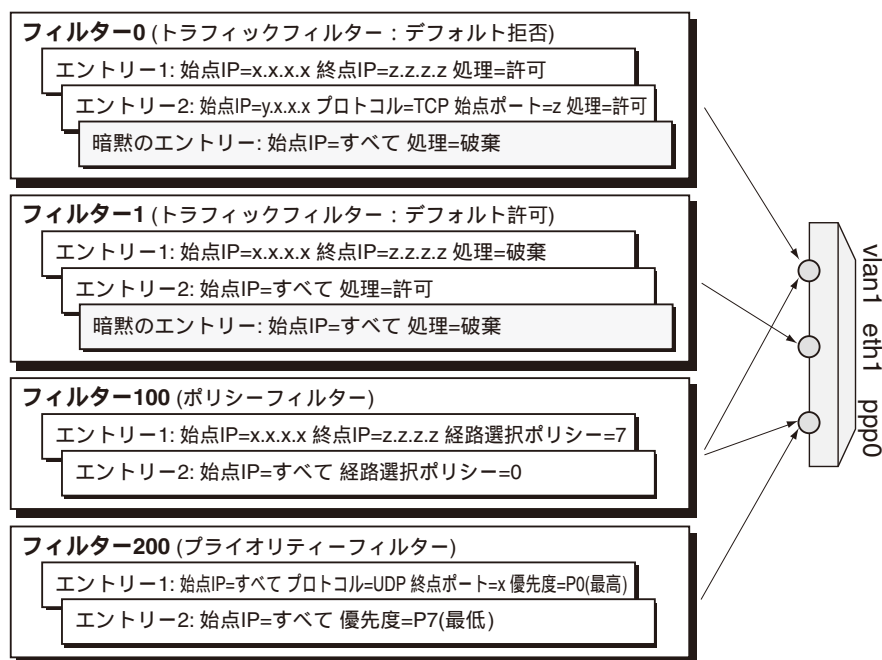 フィルター0 (トラフィックフィルター：デフォルト拒否)
エントリー1: 始点IP=x.x.x.x 終点IP=z.z.z.z 処理=許可
エントリー2: 始点IP=y.x.x.x プロトコル=TCP 始点ポート=z 処理=許可
暗黙のエントリー: 始点IP=すべて 処理=破棄
フィルター1 (トラフィックフィルター：デフォルト許可)
エントリー1: 始点IP=x.x.x.x 終点IP=z.z.z.z 処理=破棄
エントリー2: 始点IP=すべて 処理=許可
暗黙のエントリー: 始点IP=すべて 処理=破棄
フィルター100 (ポリシーフィルター)
エントリー1: 始点IP=x.x.x.x 終点IP=z.z.z.z 経路選択ポリシー=7
エントリー2: 始点IP=すべて 経路選択ポリシー=0
フィルター200 (プライオリティーフィルター)
エントリー1: 始点IP=すべて プロトコル=UDP 終点ポート=x 優先度=P0(最高)
エントリー2: 始点IP=すべて 優先度=P7(最低)
vlan1 eth1 ppp0